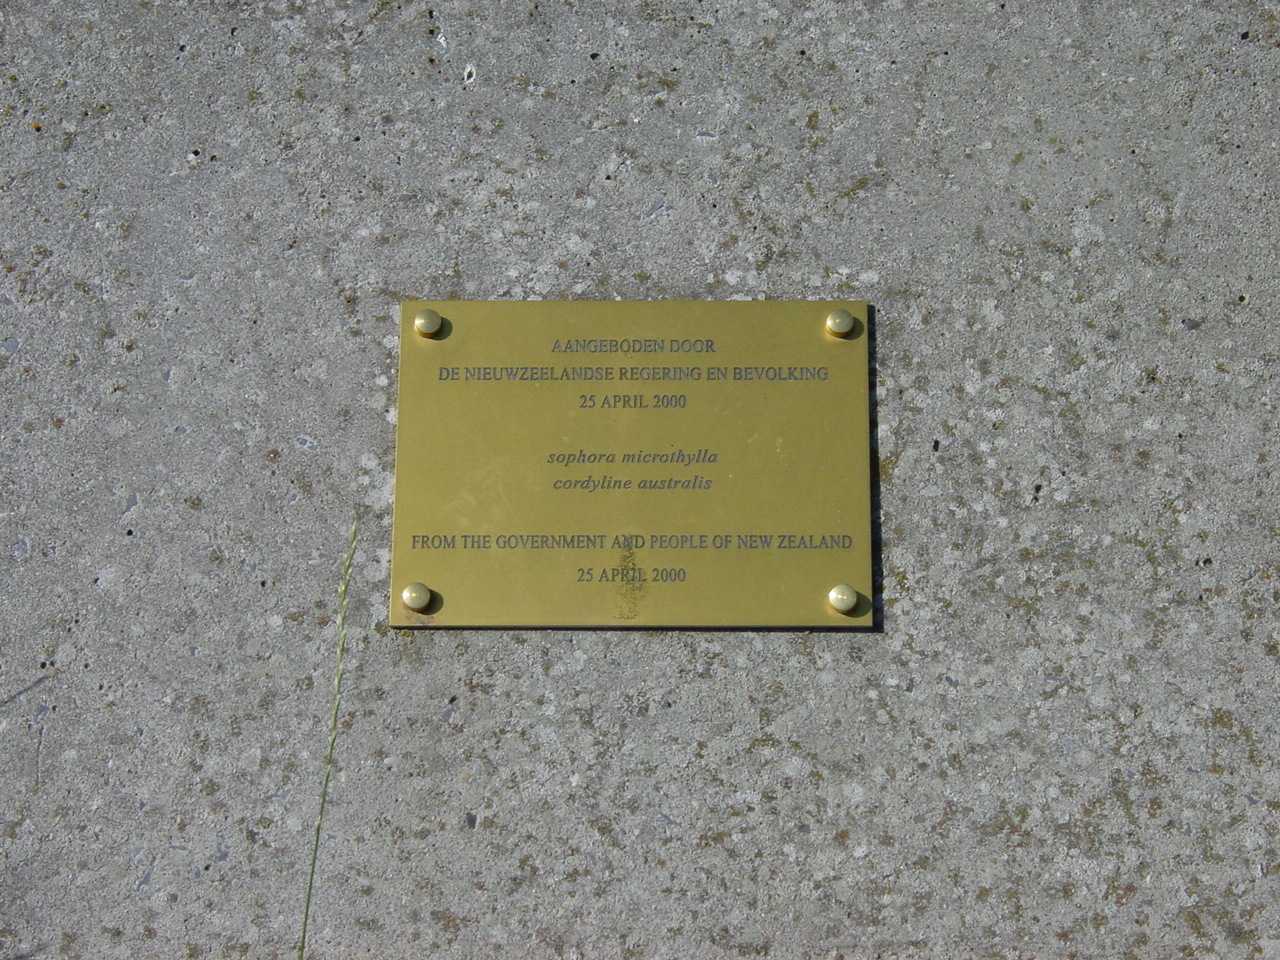 AANGEBODEN DOOR
DE NIEUWZEELANDSE REGERING EN BEVOLKING
25 APRIL 2000
sophora microthylla
cordyline australis
FROM THE GOVERNMENT AND PEOPLE OF NEW ZEALAND
25 APRIL 2000